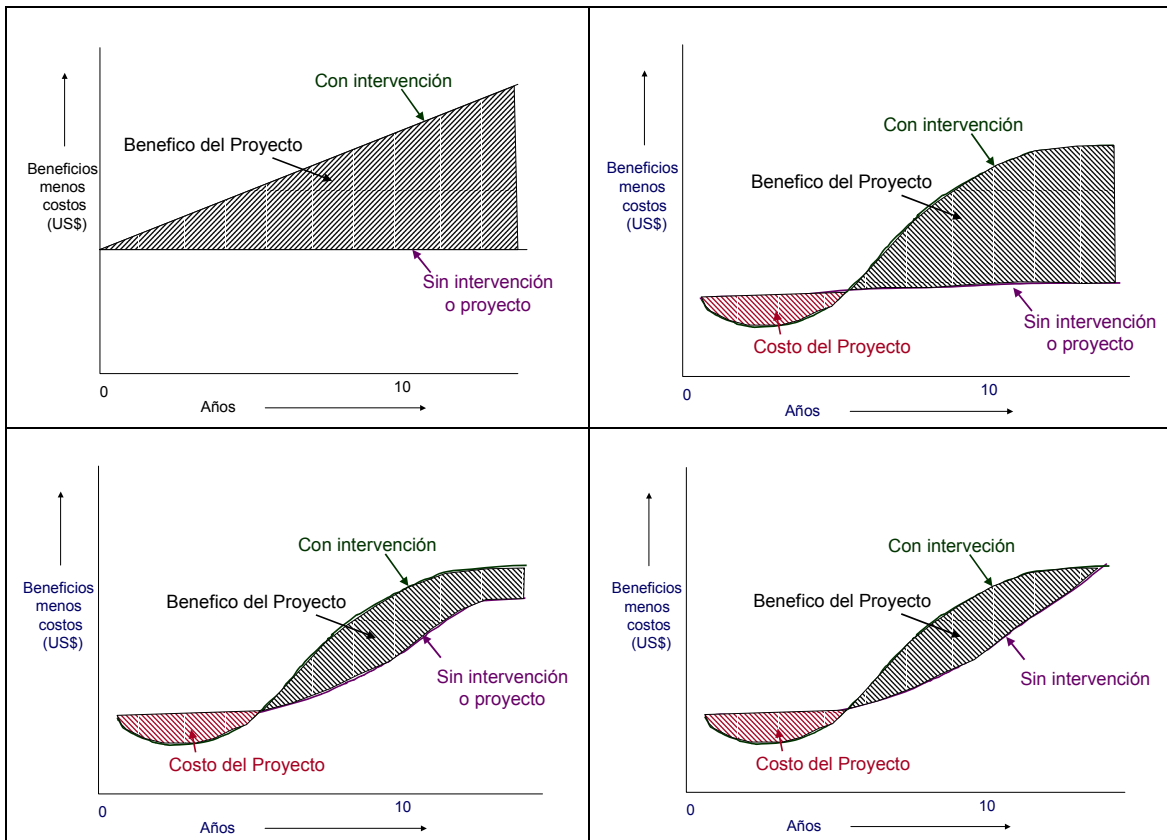 Con intervención
Benefico del Proyecto
Beneficios
menos
costos
(US$)
Sin intervención
o proyecto
0
10
Años
Con intervención
Benefico del Proyecto
Beneficios
menos
costos
(US$)
Sin intervención
o proyecto
Costo del Proyecto
0
10
Años
Con intervención
Benefico del Proyecto
Beneficios
menos
costos
(US$)
Sin intervención
o proyecto
Costo del Proyecto
0
10
Años
Con interveción
Benefico del Proyecto
Beneficios
menos
costos
(US$)
Sin intervención
Costo del Proyecto
0
10
Años